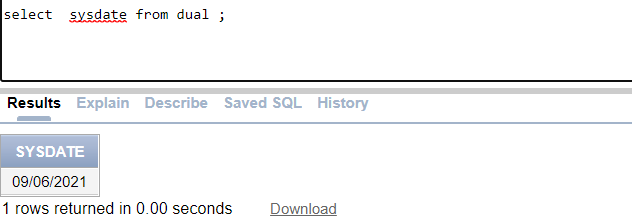 select  sysdate from dual ;
Results Explain Describe Saved SQL History
SYSDATE
09/06/2021
1 rows returned in 0.00 seconds Download